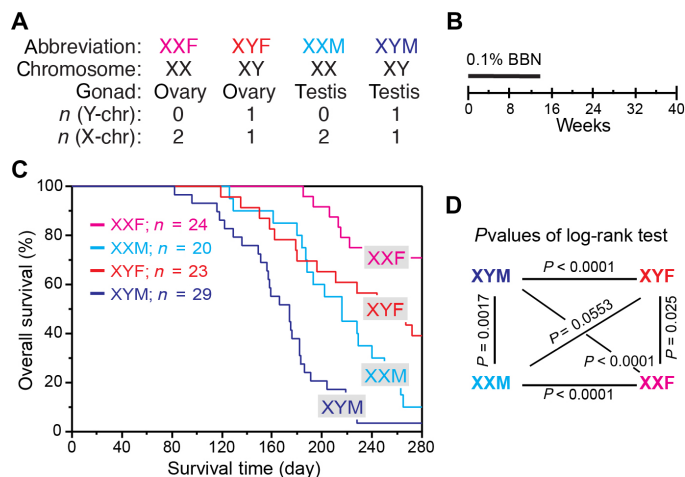 A
Abbreviation: XXF XYF XXM XYM
Chromosome: XX XY XX XY
Gonad: Ovary Ovary Testis Testis
n (Y-chr): 0 1 0 1
n (X-chr): 2 1 2 1
B
0.1% BBN
0 8 16 24 32 40
Weeks
C
Overall survival (%)
100
80
60
40
20
0
XXF; n = 24
XXM; n = 20
XYF; n = 23
XYM; n = 29
XXF
XYF
XXM
XYM
0 40 80 120 160 200 240 280
Survival time (day)
D
Pvalues of log-rank test
XYM P < 0.0001 XYF
P = 0.0017
P = 0.0553
P = 0.025
P < 0.0001
XXM P < 0.0001 XXF